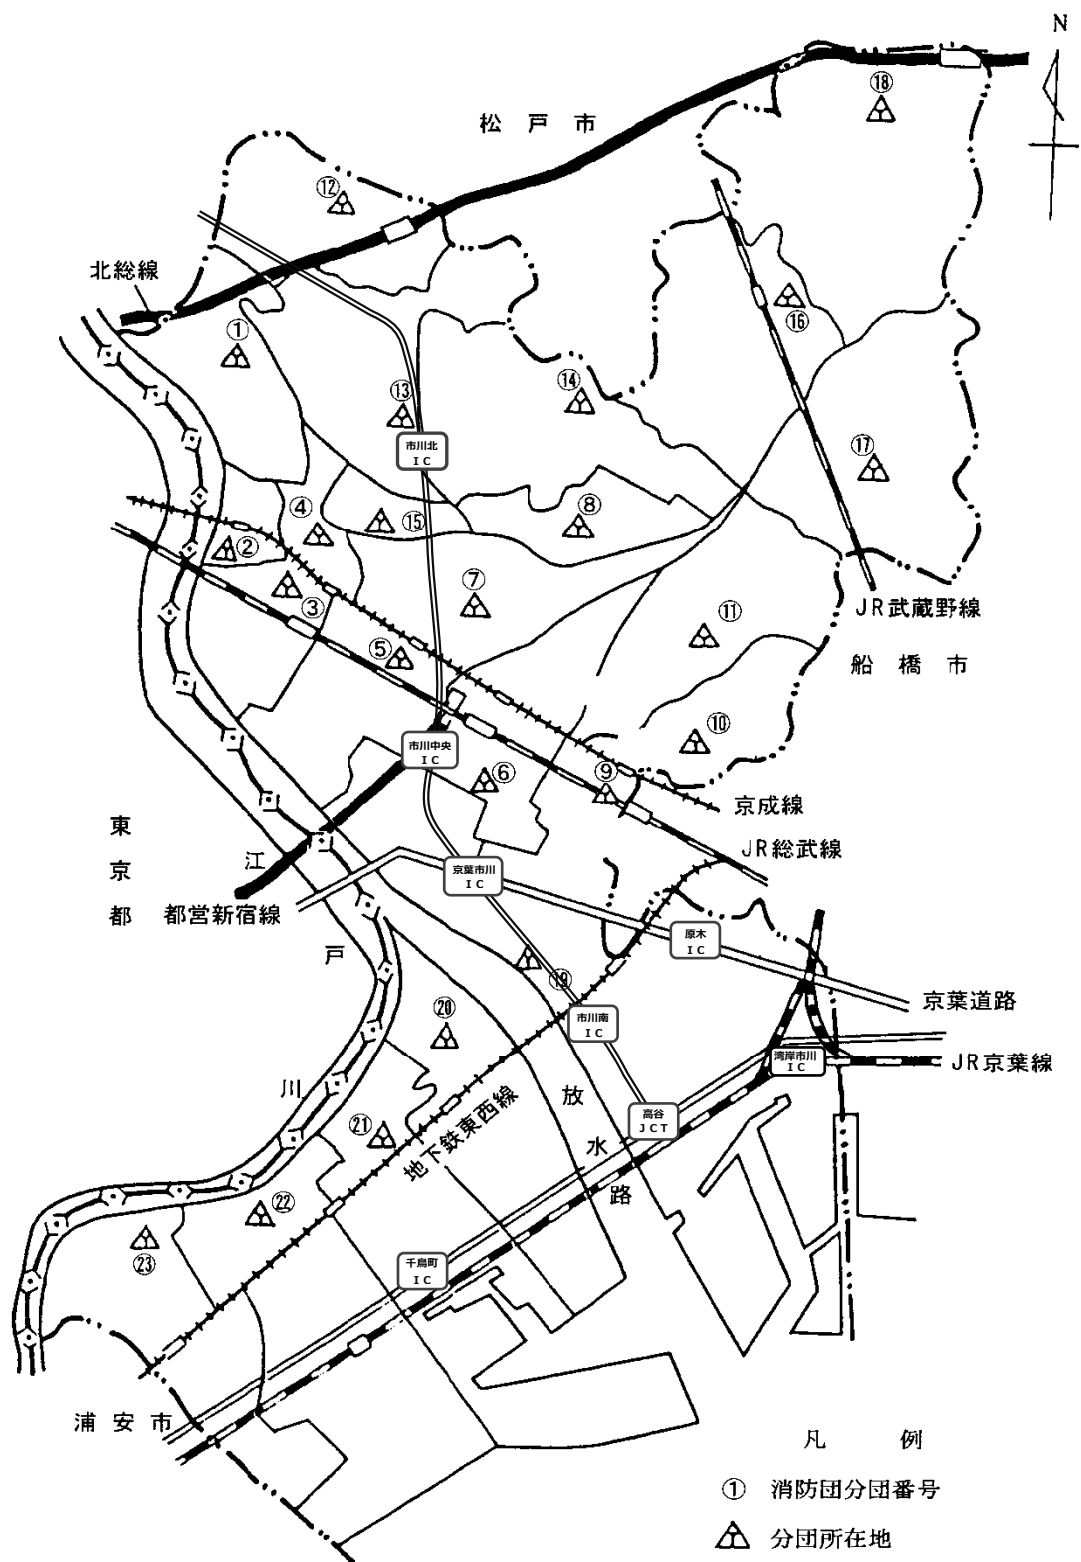 N
⑱
松戸市
⑫
北総線
①
⑯
⑭
⑬
市川北
IC
⑰
④
⑮
⑧
②
⑦
③
JR武蔵野線
⑪
⑤
船橋市
⑩
市川中央
IC
⑥
⑨
京成線
東京都
JR総武線
江戸川
京葉市川
IC
都営新宿線
原木
IC
⑲
京葉道路
⑳
市川南
IC
湾岸市川
IC
JR京葉線
放水路
高谷
JCT
㉑
地下鉄東西線
㉒
㉓
千鳥町
IC
浦安市
凡例
① 消防団分団番号
分団所在地